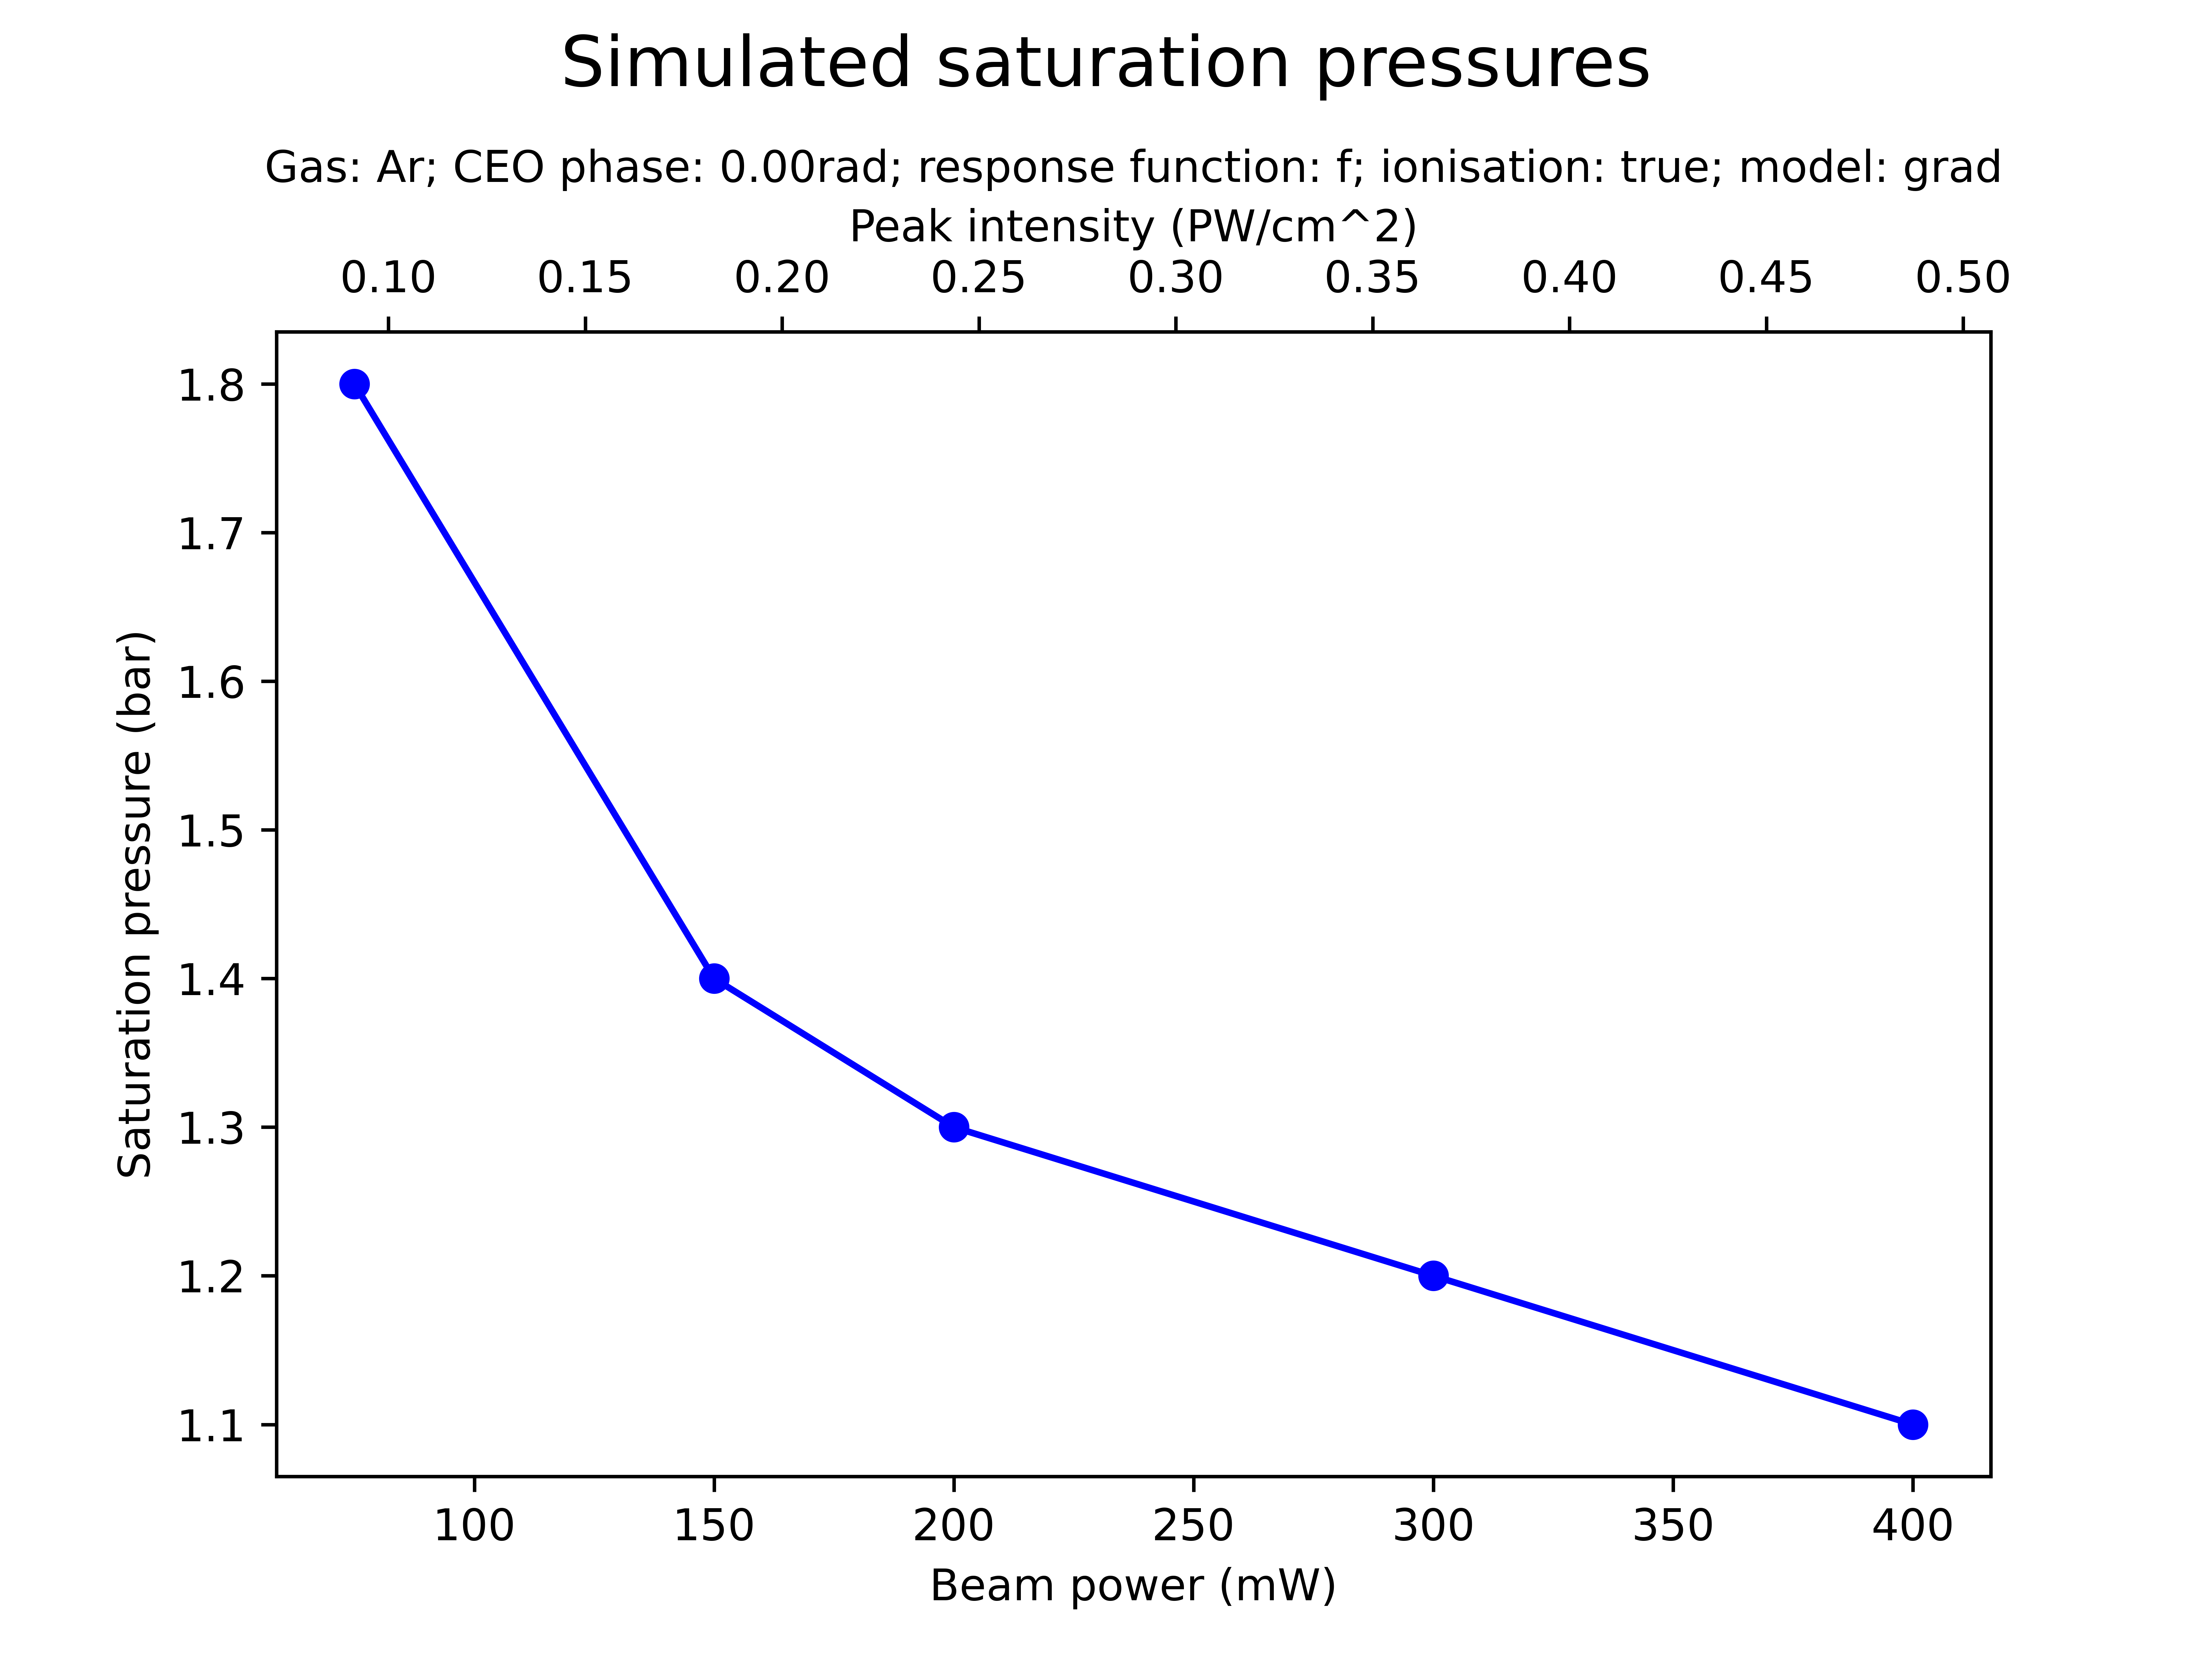 Simulated saturation pressures
Gas: Ar; CEO phase: 0.00rad; response function: f; ionisation: true; model: grad
Peak intensity (PW/cm^2)
0.10 0.15 0.20 0.25 0.30 0.35 0.40 0.45 0.50
1.8
1.7
1.6
1.5
1.4
1.3
1.2
1.1
Saturation pressure (bar)
100 150 200 250 300 350 400
Beam power (mW)